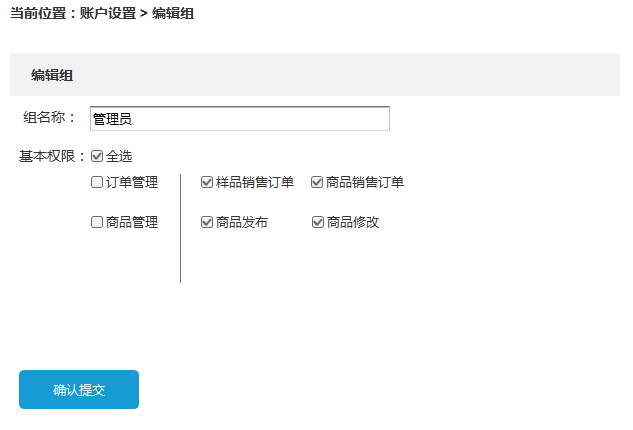 当前位置：账户设置 > 编辑组
编辑组
组名称： 管理员
基本权限： 全选
订单管理 样品销售订单 商品销售订单
商品管理 商品发布 商品修改
确认提交